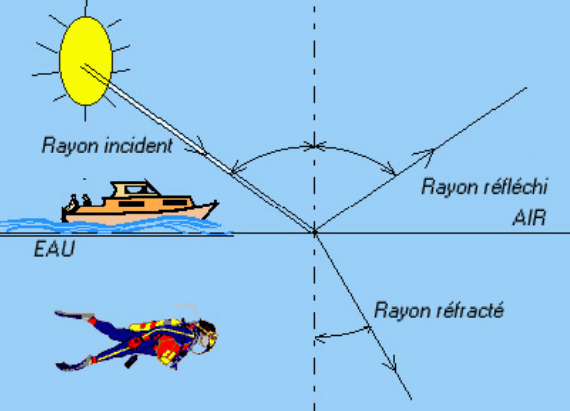 Rayon incident
Rayon réfléchi
AIR
EAU
Rayon réfracté